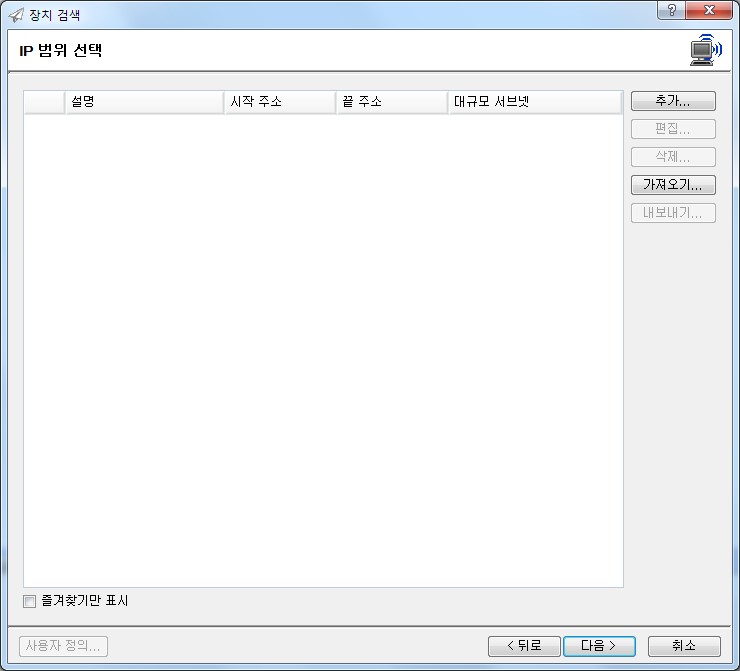 장치 검색
IP 범위 선택
설명 시작 주소 끝 주소 대규모 서브넷
추가...
편집...
삭제...
가져오기...
내보내기...
즐겨찾기만 표시
사용자 정의... < 뒤로 다음 > 취소